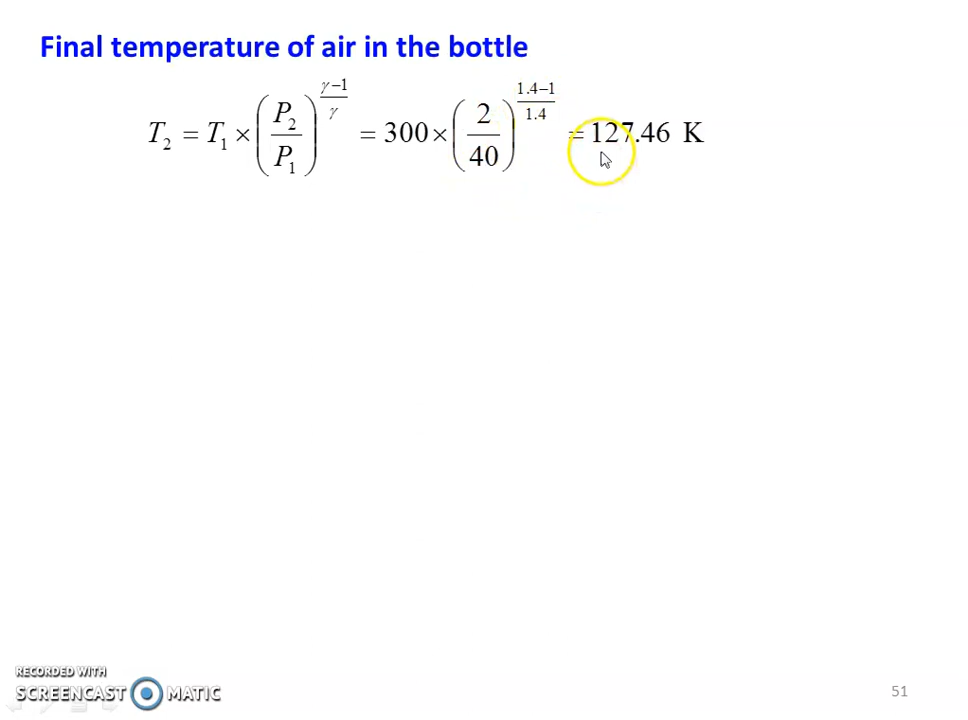 Final temperature of air in the bottle
T₂ = T₁ × (P₂/P₁)^((γ−1)/γ) = 300 × (2/40)^((1.4−1)/1.4) = 127.46 K
RECORDED WITH
SCREENCAST MATIC
51